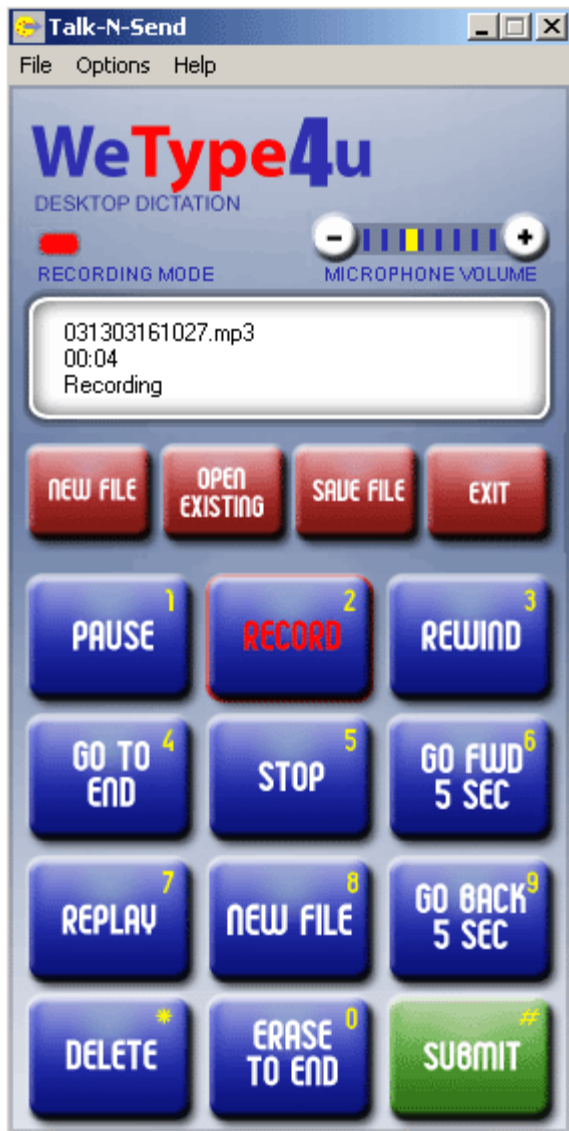 Talk-N-Send
File Options Help
WeType4u
DESKTOP DICTATION
- +
RECORDING MODE MICROPHONE VOLUME
031303161027.mp3
00:04
Recording
NEW FILE OPEN EXISTING SAVE FILE EXIT
1 2 3
PAUSE RECORD REWIND
4 5 6
GO TO END STOP GO FWD 5 SEC
7 8 9
REPLAY NEW FILE GO BACK 5 SEC
* 0 #
DELETE ERASE TO END SUBMIT